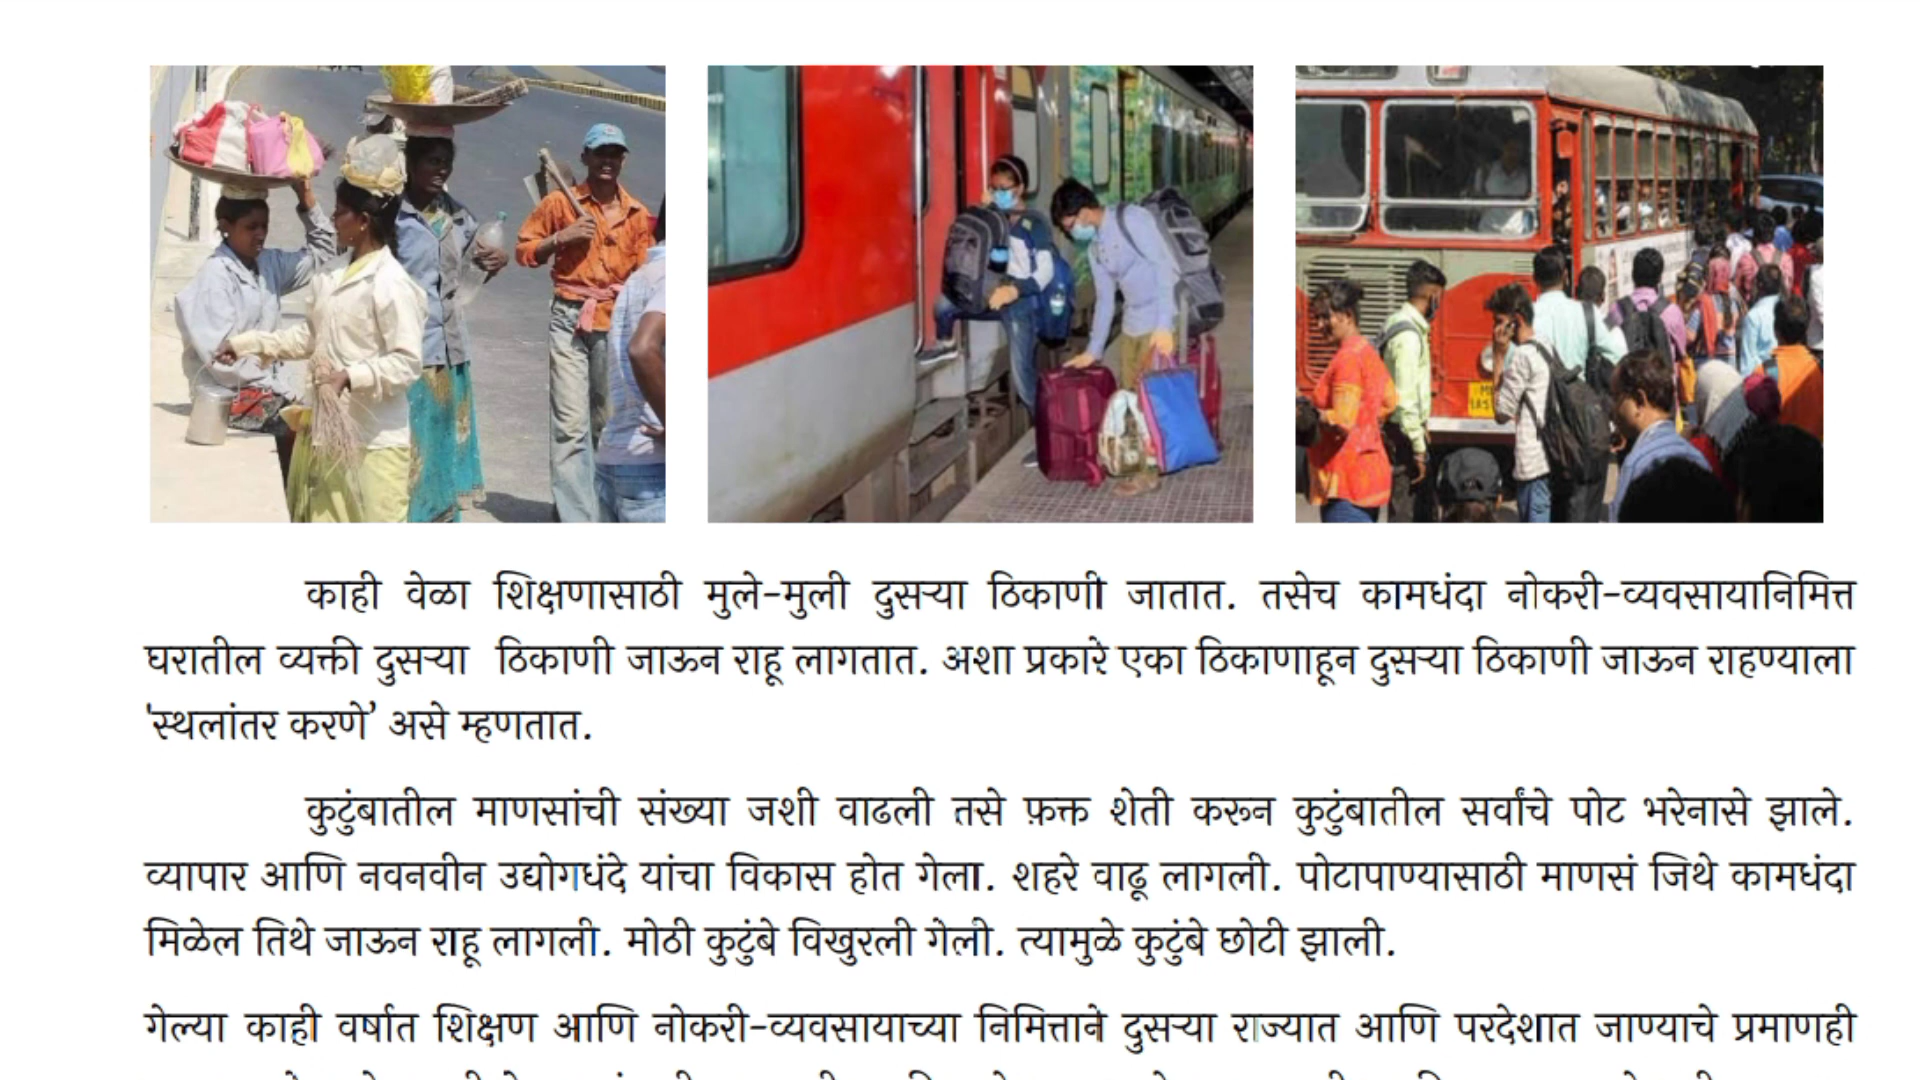 काही वेळा शिक्षणासाठी मुले-मुली दुसऱ्या ठिकाणी जातात. तसेच कामधंदा नोकरी-व्यवसायानिमित्त
घरातील व्यक्ती दुसऱ्या ठिकाणी जाऊन राहू लागतात. अशा प्रकारे एका ठिकाणाहून दुसऱ्या ठिकाणी जाऊन राहण्याला
'स्थलांतर करणे’ असे म्हणतात.
कुटुंबातील माणसांची संख्या जशी वाढली तसे फ़क्त शेती करून कुटुंबातील सर्वांचे पोट भरेनासे झाले.
व्यापार आणि नवनवीन उद्योगधंदे यांचा विकास होत गेला. शहरे वाढू लागली. पोटापाण्यासाठी माणसं जिथे कामधंदा
मिळेल तिथे जाऊन राहू लागली. मोठी कुटुंबे विखुरली गेली. त्यामुळे कुटुंबे छोटी झाली.
गेल्या काही वर्षात शिक्षण आणि नोकरी-व्यवसायाच्या निमित्ताने दुसऱ्या राज्यात आणि परदेशात जाण्याचे प्रमाणही